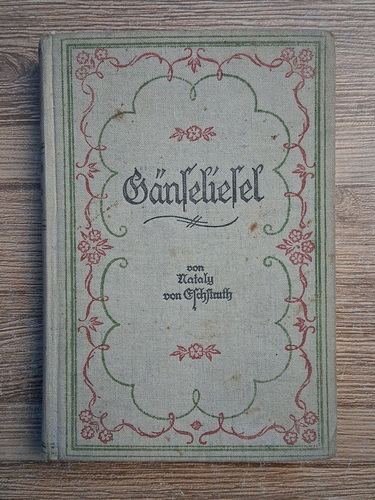 Gänseliesel
von
Nataly
von Eschstruth